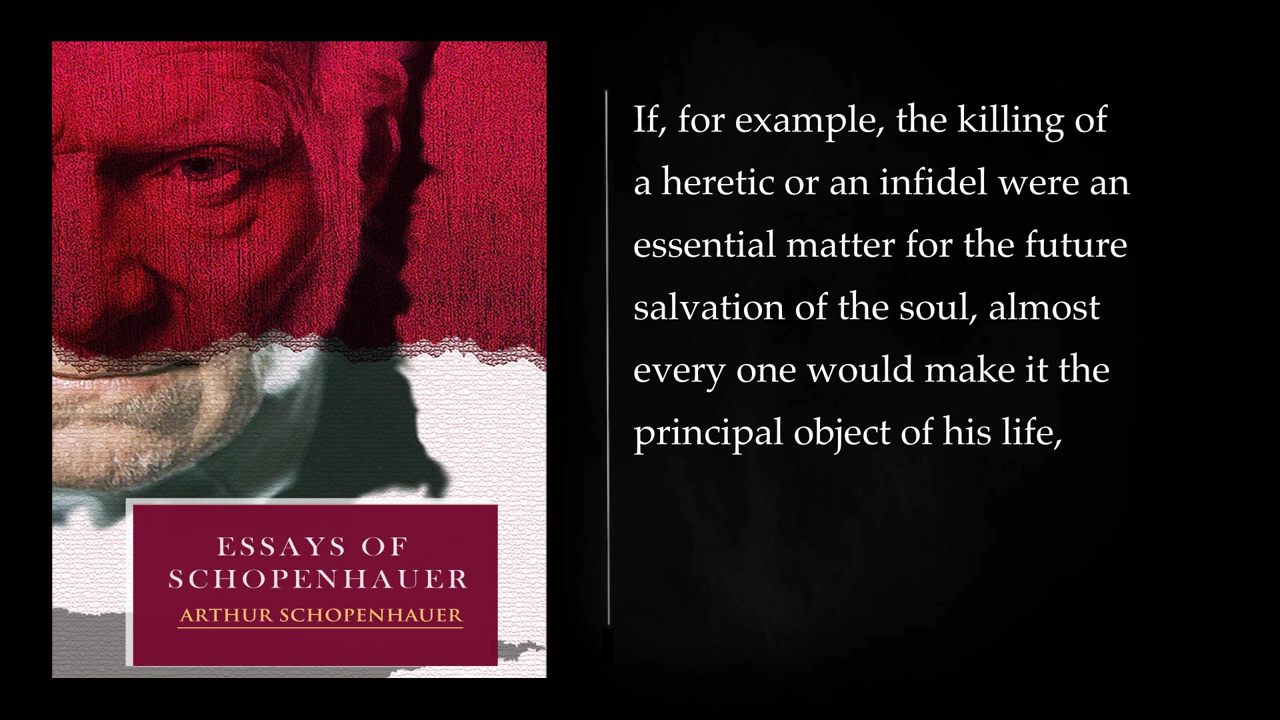 ESSAYS OF
SCHOPENHAUER
ARTHUR SCHOPENHAUER
If, for example, the killing of
a heretic or an infidel were an
essential matter for the future
salvation of the soul, almost
every one would make it the
principal object of his life,